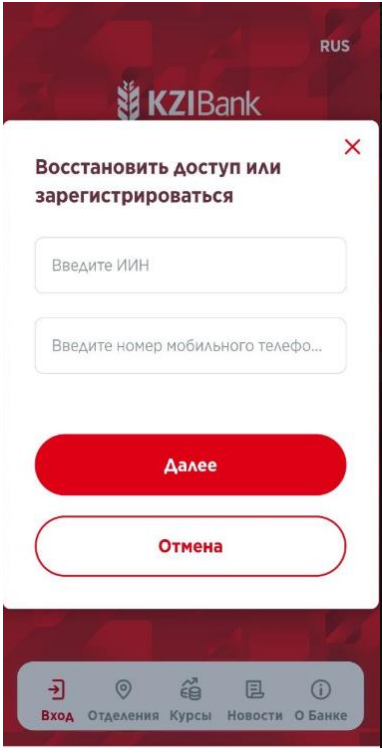 RUS
KZIBank
Восстановить доступ или
зарегистрироваться
Введите ИИН
Введите номер мобильного телефо...
Далее
Отмена
Вход Отделения Курсы Новости О Банке